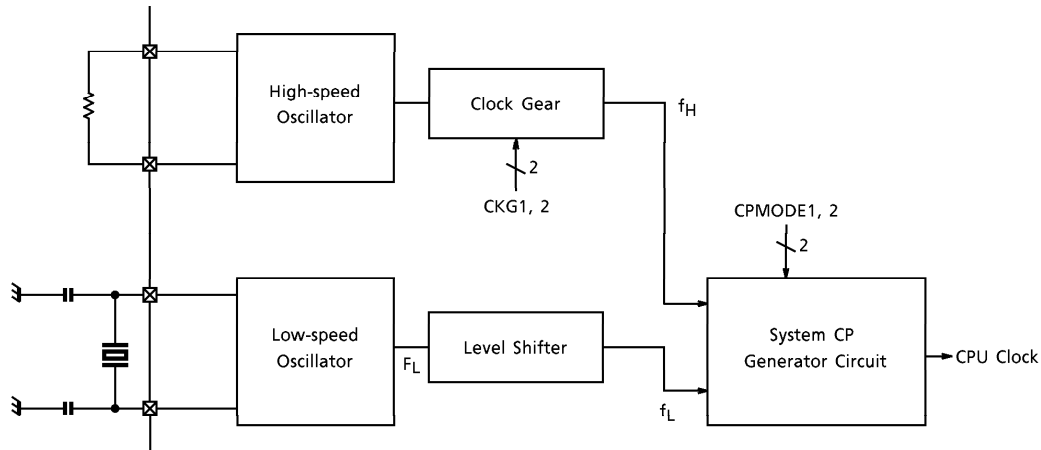 High-speed
Oscillator
Clock Gear
fH
2
CKG1, 2
CPMODE1, 2
2
Low-speed
Oscillator
FL
Level Shifter
fL
System CP
Generator Circuit
CPU Clock